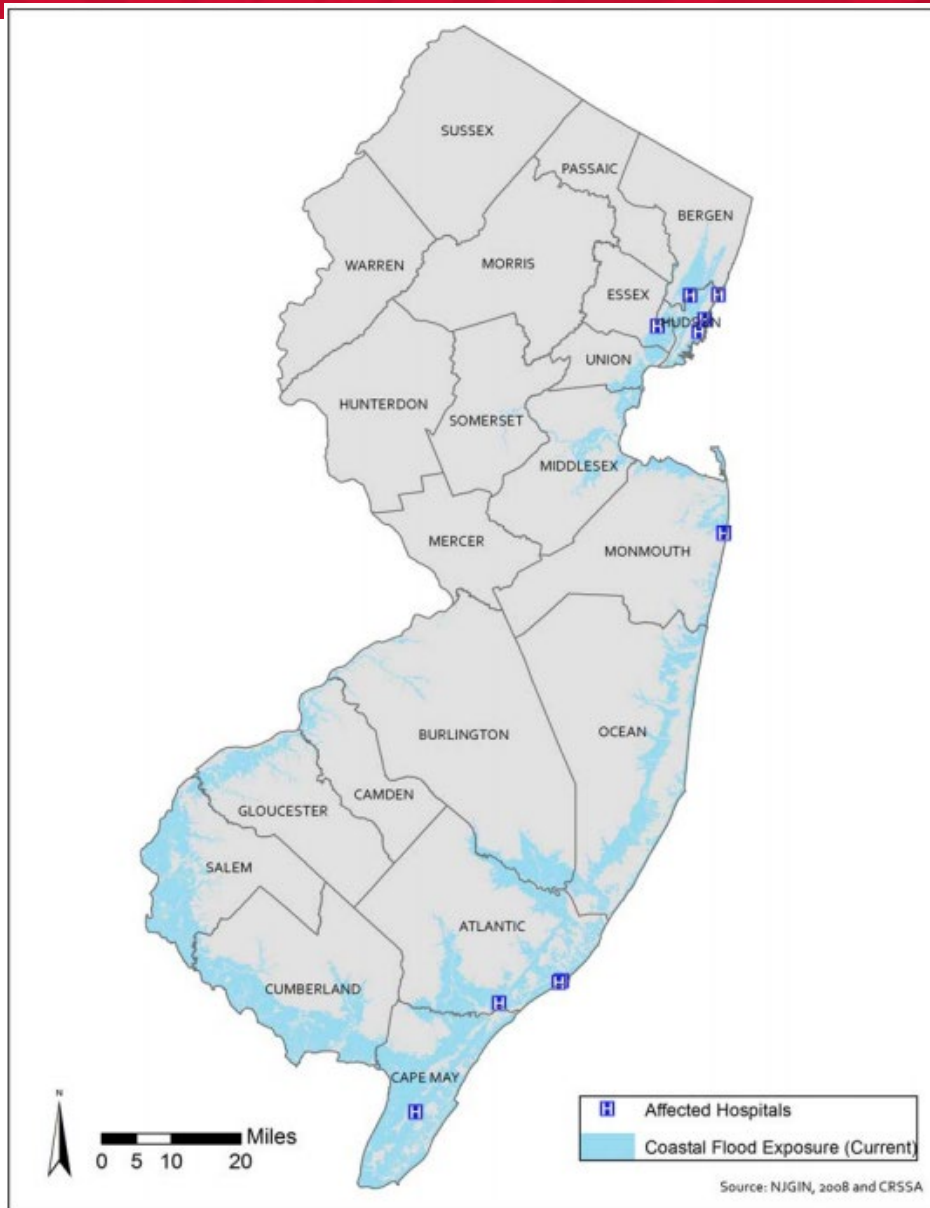 SUSSEX
PASSAIC
BERGEN
WARREN
MORRIS
ESSEX
H
H
H
HUDSON
H
H
UNION
HUNTERDON
SOMERSET
MIDDLESEX
H
MERCER
MONMOUTH
BURLINGTON
OCEAN
CAMDEN
GLOUCESTER
SALEM
ATLANTIC
CUMBERLAND
H
H
CAPE MAY
H
N
Miles
0 5 10 20
H Affected Hospitals
Coastal Flood Exposure (Current)
Source: NJGIN, 2008 and CRSSA